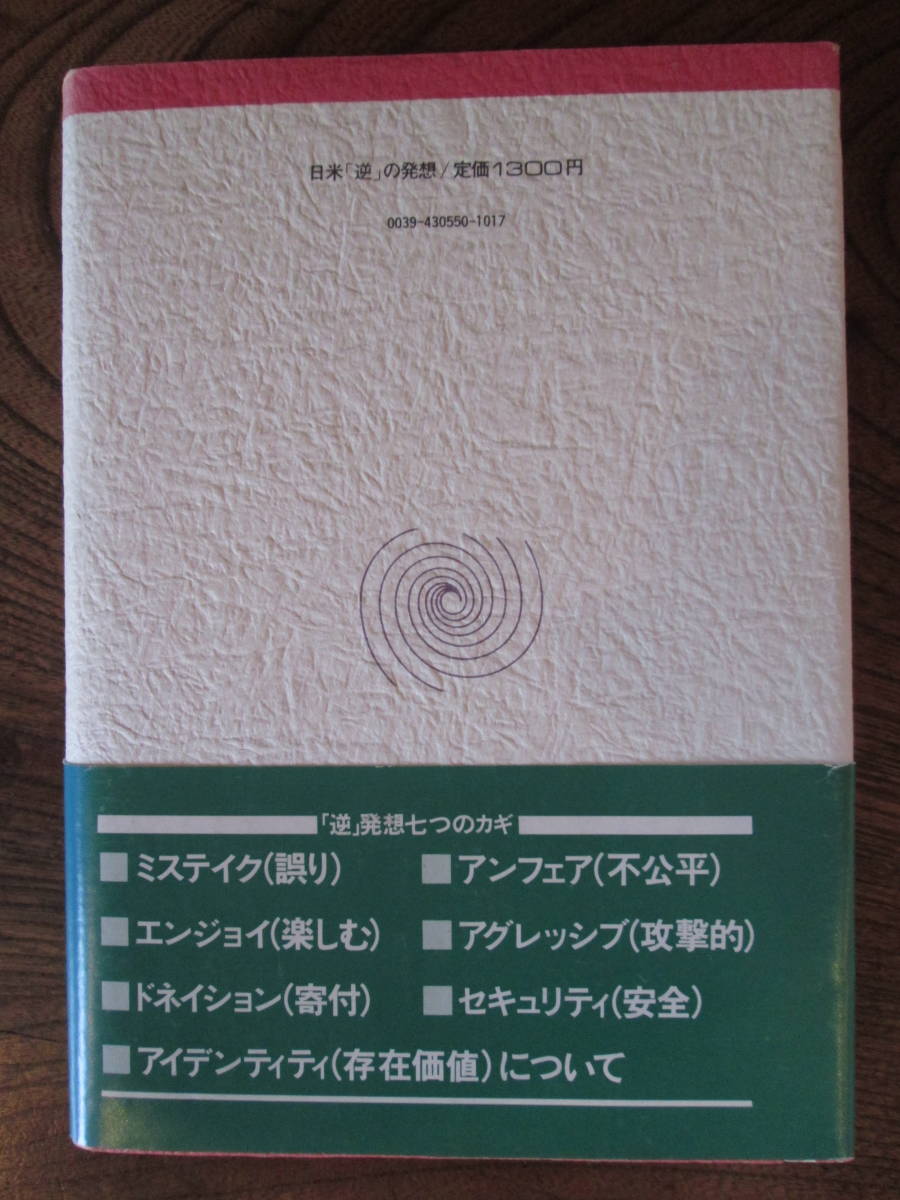 日米「逆」の発想/定価1300円
0039-430550-1017
「逆」発想七つのカギ
■ミステイク(誤り) ■アンフェア(不公平)
■エンジョイ(楽しむ) ■アグレッシブ(攻撃的)
■ドネイション(寄付) ■セキュリティ(安全)
■アイデンティティ(存在価値)について